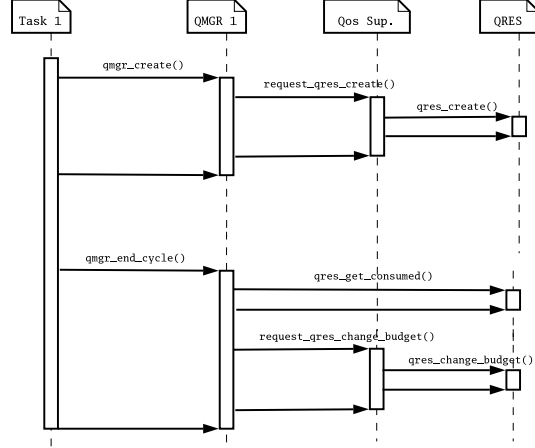 Task 1
QMGR 1
Qos Sup.
QRES
qmgr_create()
request_qres_create()
qres_create()
qmgr_end_cycle()
qres_get_consumed()
request_qres_change_budget()
qres_change_budget()